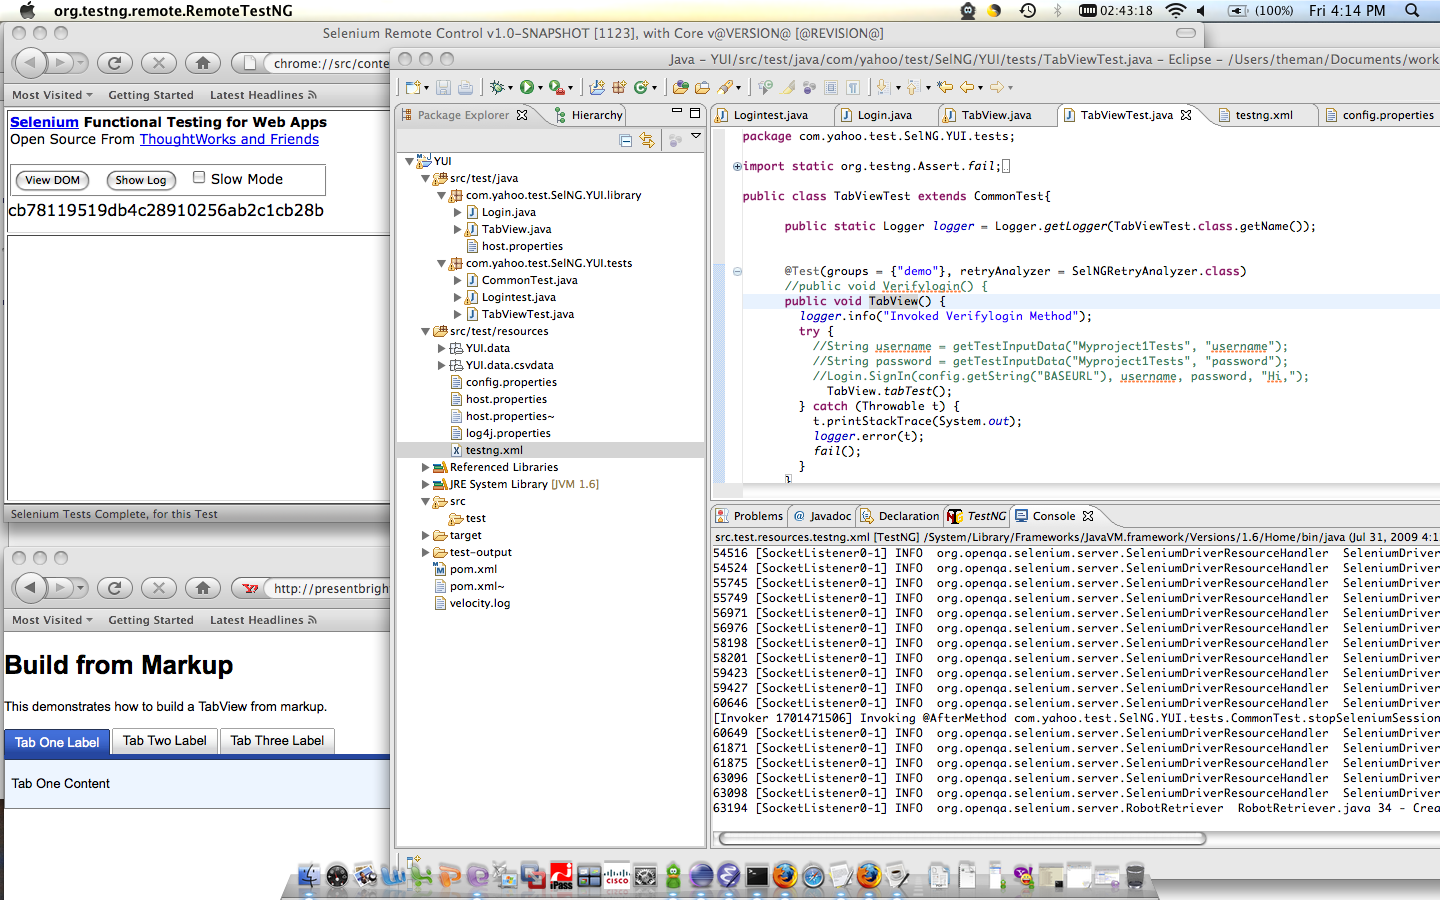 org.testng.remote.RemoteTestNG
02:43:18
(100%)
Fri 4:14 PM
Selenium Remote Control v1.0-SNAPSHOT [1123], with Core v@VERSION@ [@REVISION@]
chrome://src/conte
Most Visited
Getting Started
Latest Headlines
Selenium Functional Testing for Web Apps
Open Source From ThoughtWorks and Friends
View DOM
Show Log
Slow Mode
cb78119519db4c28910256ab2c1cb28b
Selenium Tests Complete, for this Test
http://presentbrigh
Most Visited
Getting Started
Latest Headlines
Build from Markup
This demonstrates how to build a TabView from markup.
Tab One Label
Tab Two Label
Tab Three Label
Tab One Content
Java – YUI/src/test/java/com/yahoo/test/SelNG/YUI/tests/TabViewTest.java – Eclipse – /Users/theman/Documents/work
Package Explorer
Hierarchy
YUI
src/test/java
com.yahoo.test.SelNG.YUI.library
Login.java
TabView.java
host.properties
com.yahoo.test.SelNG.YUI.tests
CommonTest.java
Logintest.java
TabViewTest.java
src/test/resources
YUI.data
YUI.data.csvdata
config.properties
host.properties
host.properties~
log4j.properties
testng.xml
Referenced Libraries
JRE System Library [JVM 1.6]
src
test
target
test-output
pom.xml
pom.xml~
velocity.log
Logintest.java
Login.java
TabView.java
TabViewTest.java
testng.xml
config.properties
package com.yahoo.test.SelNG.YUI.tests;
import static org.testng.Assert.fail;
public class TabViewTest extends CommonTest{
public static Logger logger = Logger.getLogger(TabViewTest.class.getName());
@Test(groups = {"demo"}, retryAnalyzer = SelNGRetryAnalyzer.class)
//public void Verifylogin() {
public void TabView() {
logger.info("Invoked Verifylogin Method");
try {
//String username = getTestInputData("Myproject1Tests", "username");
//String password = getTestInputData("Myproject1Tests", "password");
//Login.SignIn(config.getString("BASEURL"), username, password, "Hi,");
TabView.tabTest();
} catch (Throwable t) {
t.printStackTrace(System.out);
logger.error(t);
fail();
}
}
Problems
Javadoc
Declaration
TestNG
Console
src.test.resources.testng.xml [TestNG] /System/Library/Frameworks/JavaVM.framework/Versions/1.6/Home/bin/java (Jul 31, 2009 4:1
54516 [SocketListener0-1] INFO org.openqa.selenium.server.SeleniumDriverResourceHandler SeleniumDriver
54524 [SocketListener0-1] INFO org.openqa.selenium.server.SeleniumDriverResourceHandler SeleniumDriver
55745 [SocketListener0-1] INFO org.openqa.selenium.server.SeleniumDriverResourceHandler SeleniumDriver
55749 [SocketListener0-1] INFO org.openqa.selenium.server.SeleniumDriverResourceHandler SeleniumDriver
56971 [SocketListener0-1] INFO org.openqa.selenium.server.SeleniumDriverResourceHandler SeleniumDriver
56976 [SocketListener0-1] INFO org.openqa.selenium.server.SeleniumDriverResourceHandler SeleniumDriver
58198 [SocketListener0-1] INFO org.openqa.selenium.server.SeleniumDriverResourceHandler SeleniumDriver
58201 [SocketListener0-1] INFO org.openqa.selenium.server.SeleniumDriverResourceHandler SeleniumDriver
59423 [SocketListener0-1] INFO org.openqa.selenium.server.SeleniumDriverResourceHandler SeleniumDriver
59427 [SocketListener0-1] INFO org.openqa.selenium.server.SeleniumDriverResourceHandler SeleniumDriver
60646 [SocketListener0-1] INFO org.openqa.selenium.server.SeleniumDriverResourceHandler SeleniumDriver
[Invoker 1701471506] Invoking @AfterMethod com.yahoo.test.SelNG.YUI.tests.CommonTest.stopSeleniumSession
60649 [SocketListener0-1] INFO org.openqa.selenium.server.SeleniumDriverResourceHandler SeleniumDriver
61871 [SocketListener0-1] INFO org.openqa.selenium.server.SeleniumDriverResourceHandler SeleniumDriver
61875 [SocketListener0-1] INFO org.openqa.selenium.server.SeleniumDriverResourceHandler SeleniumDriver
63096 [SocketListener0-1] INFO org.openqa.selenium.server.SeleniumDriverResourceHandler SeleniumDriver
63098 [SocketListener0-1] INFO org.openqa.selenium.server.SeleniumDriverResourceHandler SeleniumDriver
63194 [SocketListener0-1] INFO org.openqa.selenium.server.RobotRetriever RobotRetriever.java 34 - Crea
iPass
CISCO